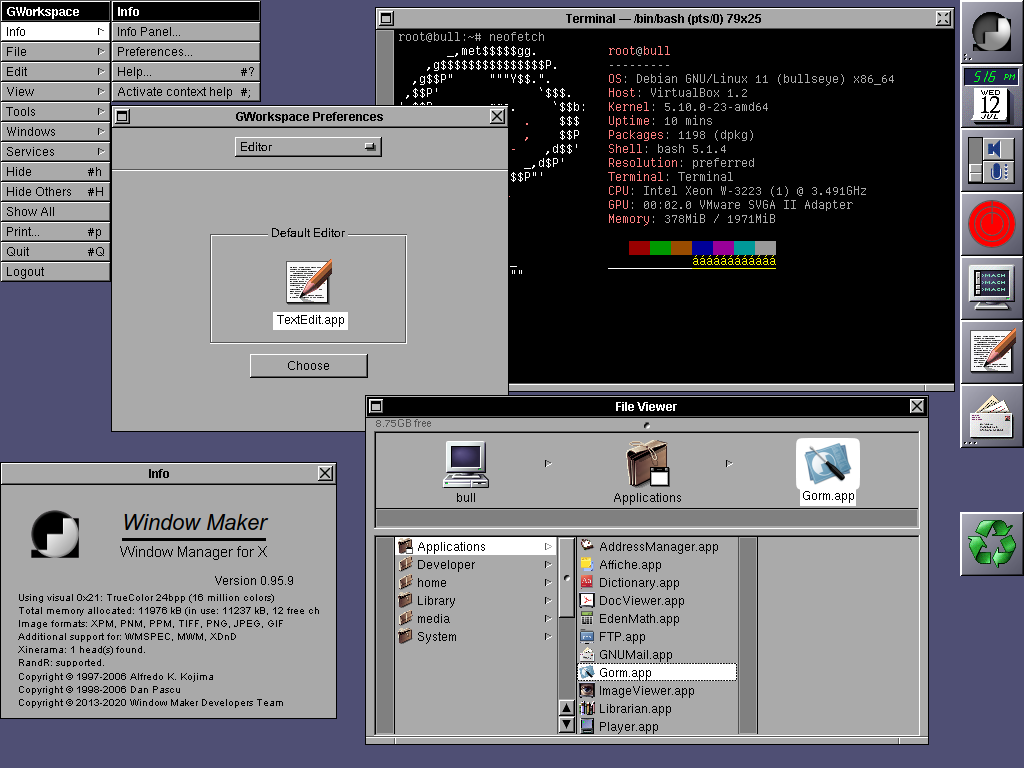 GWorkspace
Info
File
Edit
View
Tools
Windows
Services
Hide #h
Hide Others #H
Show All
Print... #p
Quit #Q
Logout
Info
Info Panel...
Preferences...
Help... #?
Activate context help #;
Terminal — /bin/bash (pts/0) 79x25
root@bull:~# neofetch
_,met$$$$$gg.
,g$$$$$$$$$$$$$$$P.
,g$$P" """Y$$.".
,$$P' `$$$.
root@bull
---------
OS: Debian GNU/Linux 11 (bullseye) x86_64
Host: VirtualBox 1.2
Kernel: 5.10.0-23-amd64
Uptime: 10 mins
Packages: 1198 (dpkg)
Shell: bash 5.1.4
Resolution: preferred
Terminal: Terminal
CPU: Intel Xeon W-3223 (1) @ 3.491GHz
GPU: 00:02.0 VMware SVGA II Adapter
Memory: 378MiB / 1971MiB
áááááááááááá
GWorkspace Preferences
Editor
Default Editor
TextEdit.app
Choose
5:16 PM
WED
12
JUL
File Viewer
8.75GB free
bull
Applications
Gorm.app
Applications
Developer
home
Library
media
System
AddressManager.app
Affiche.app
Dictionary.app
DocViewer.app
EdenMath.app
FTP.app
GNUMail.app
Gorm.app
ImageViewer.app
Librarian.app
Player.app
Info
Window Maker
Window Manager for X
Version 0.95.9
Using visual 0x21: TrueColor 24bpp (16 million colors)
Total memory allocated: 11976 kB (in use: 11237 kB, 12 free ch
Image formats: XPM, PNM, PPM, TIFF, PNG, JPEG, GIF
Additional support for: WMSPEC, MWM, XDnD
Xinerama: 1 head(s) found.
RandR: supported.
Copyright © 1997-2006 Alfredo K. Kojima
Copyright © 1998-2006 Dan Pascu
Copyright © 2013-2020 Window Maker Developers Team